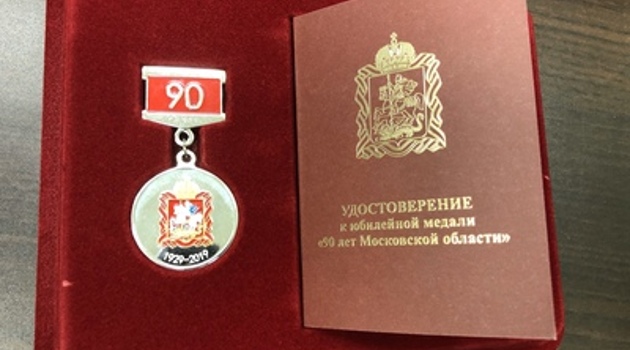 90
1929-2019
УДОСТОВЕРЕНИЕ
к юбилейной медали
«90 лет Московской области»